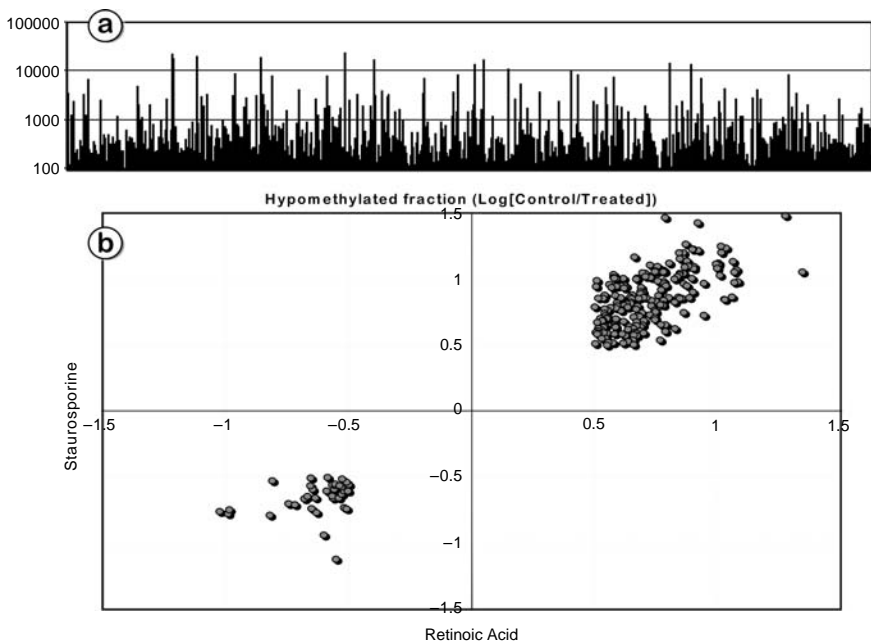 a
100000
10000
1000
100
Hypomethylated fraction (Log[Control/Treated])
b
1.5
1
0.5
0
–1.5 –1 –0.5 0.5 1 1.5
–0.5
–1
–1.5
Staurosporine
Retinoic Acid